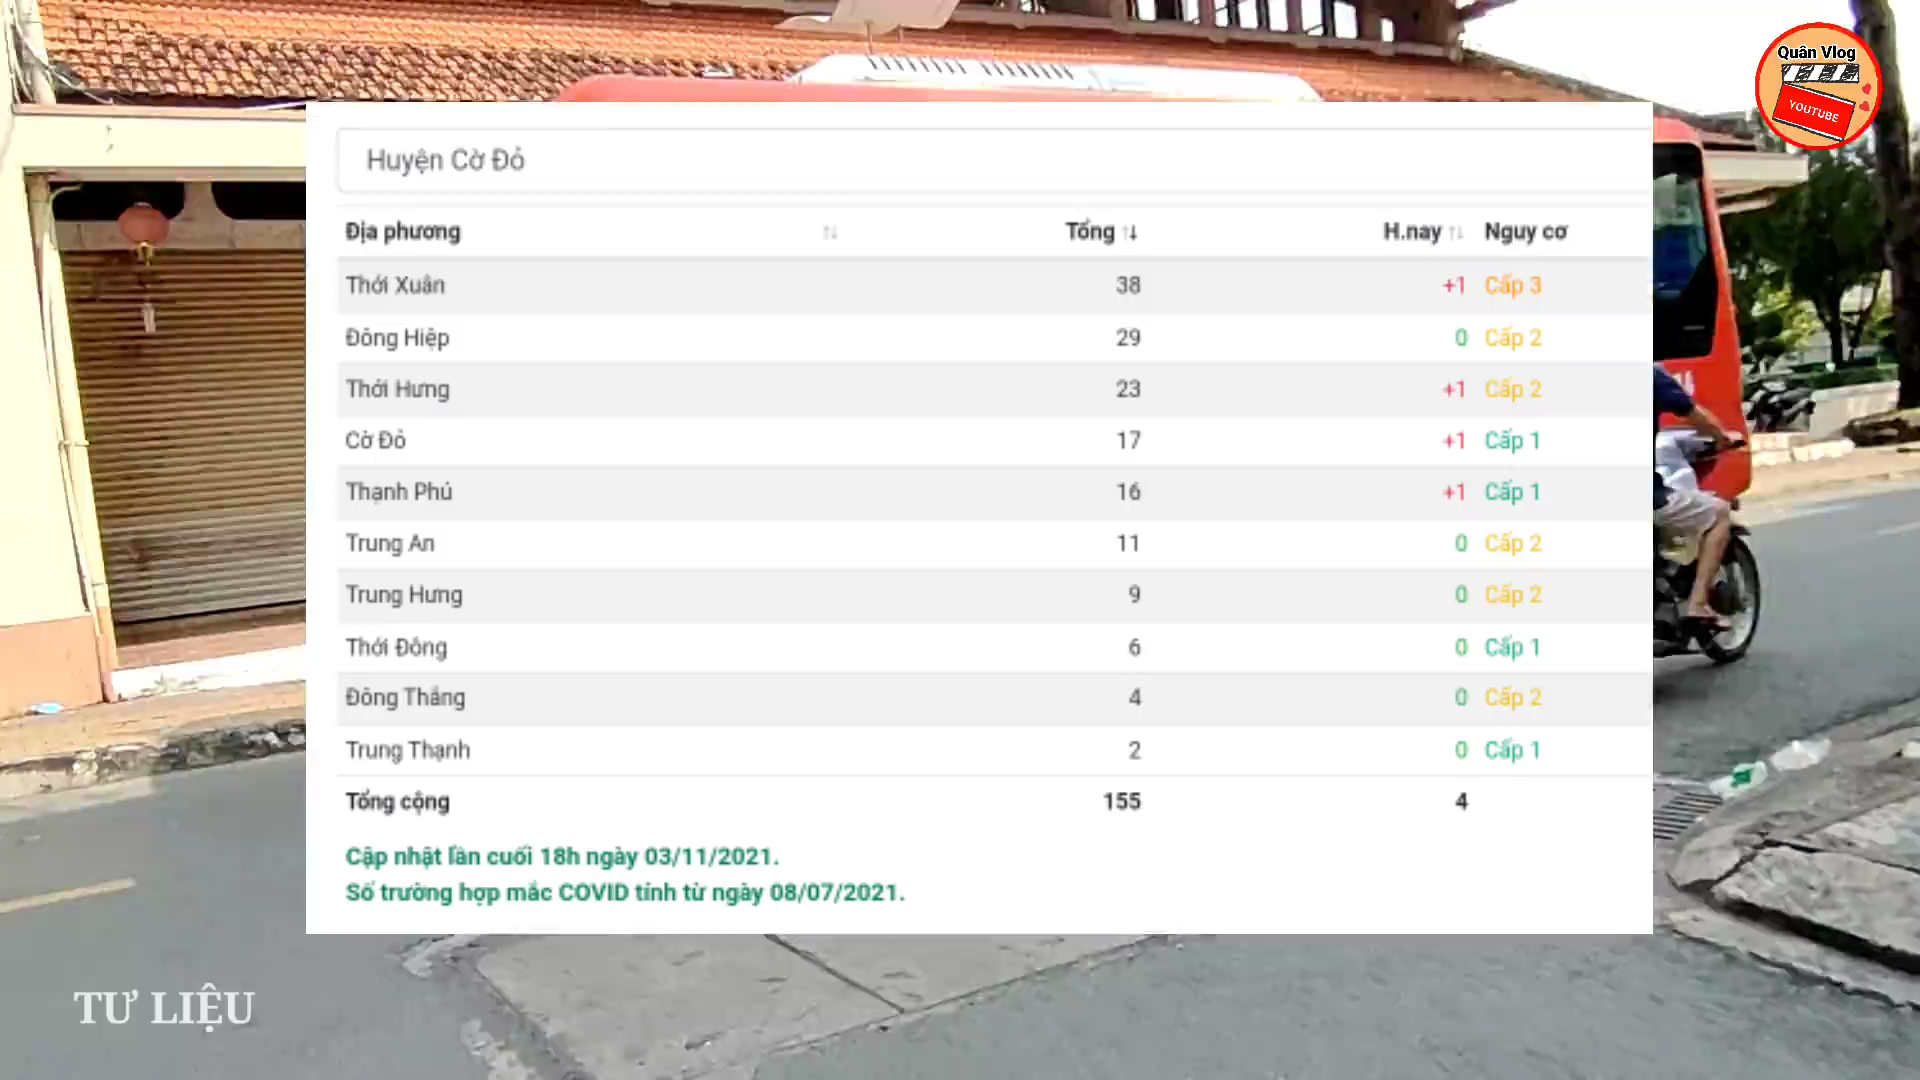 Quân Vlog
YOUTUBE
Huyện Cờ Đỏ
Địa phương Tổng H.nay Nguy cơ
Thới Xuân 38 +1 Cấp 3
Đông Hiệp 29 0 Cấp 2
Thới Hưng 23 +1 Cấp 2
Cờ Đỏ 17 +1 Cấp 1
Thạnh Phú 16 +1 Cấp 1
Trung An 11 0 Cấp 2
Trung Hưng 9 0 Cấp 2
Thới Đông 6 0 Cấp 1
Đông Thắng 4 0 Cấp 2
Trung Thạnh 2 0 Cấp 1
Tổng cộng 155 4
Cập nhật lần cuối 18h ngày 03/11/2021.
Số trường hợp mắc COVID tính từ ngày 08/07/2021.
TƯ LIỆU